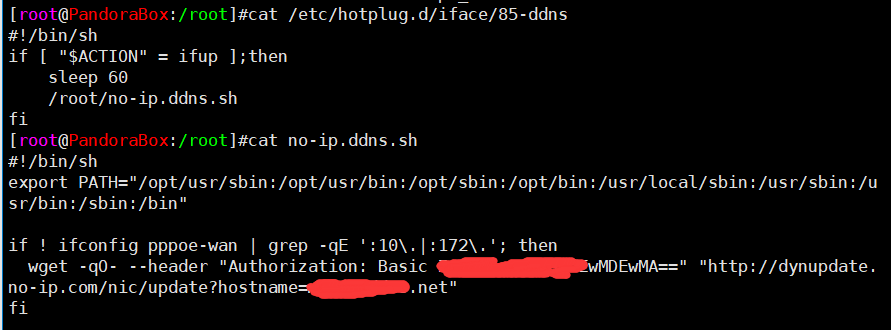 [root@PandoraBox:/root]#cat /etc/hotplug.d/iface/85-ddns
#!/bin/sh
if [ "$ACTION" = ifup ];then
    sleep 60
    /root/no-ip.ddns.sh
fi
[root@PandoraBox:/root]#cat no-ip.ddns.sh
#!/bin/sh
export PATH="/opt/usr/sbin:/opt/usr/bin:/opt/sbin:/opt/bin:/usr/local/sbin:/usr/sbin:/u
sr/bin:/sbin:/bin"

if ! ifconfig pppoe-wan | grep -qE ':10\.|:172\.'; then
  wget -qO- --header "Authorization: Basic wMDEwMA==" "http://dynupdate.
no-ip.com/nic/update?hostname=.net"
fi